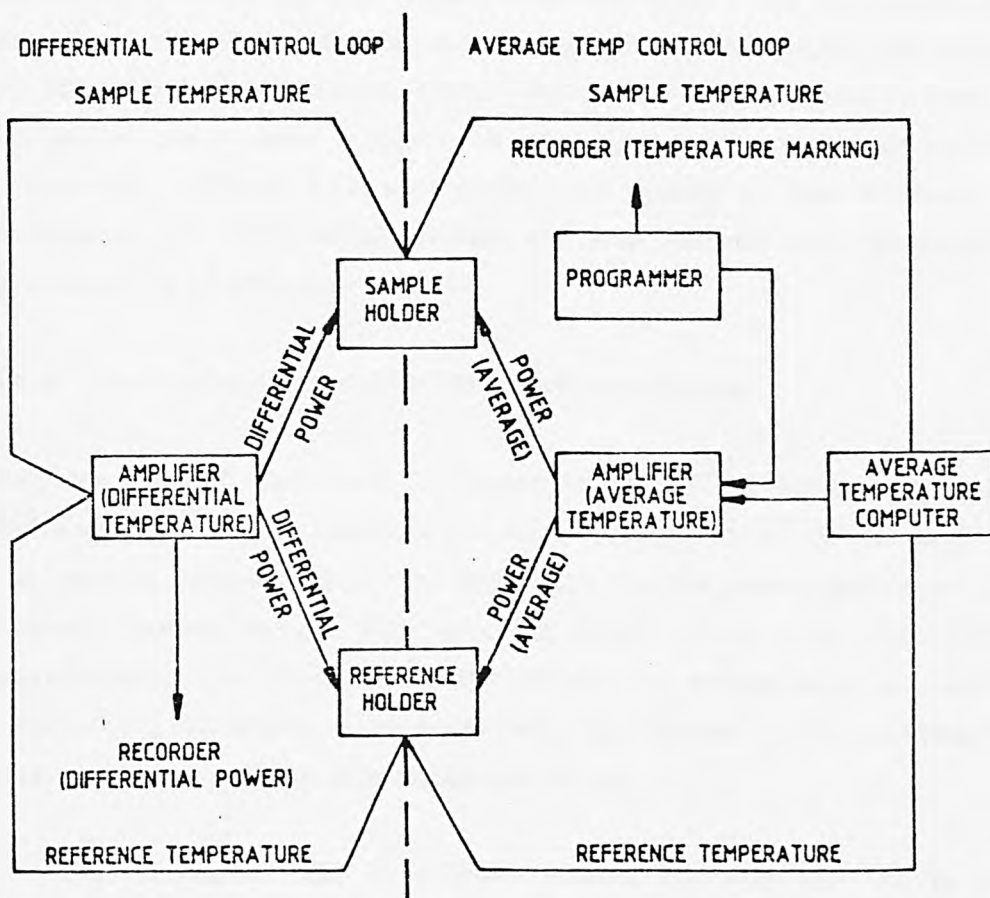 DIFFERENTIAL TEMP CONTROL LOOP
AVERAGE TEMP CONTROL LOOP
SAMPLE TEMPERATURE
SAMPLE TEMPERATURE
RECORDER (TEMPERATURE MARKING)
SAMPLE
HOLDER
PROGRAMMER
DIFFERENTIAL
POWER
POWER
(AVERAGE)
AMPLIFIER
(DIFFERENTIAL
TEMPERATURE)
AMPLIFIER
(AVERAGE
TEMPERATURE)
AVERAGE
TEMPERATURE
COMPUTER
DIFFERENTIAL
POWER
POWER
(AVERAGE)
REFERENCE
HOLDER
RECORDER
(DIFFERENTIAL POWER)
REFERENCE TEMPERATURE
REFERENCE TEMPERATURE